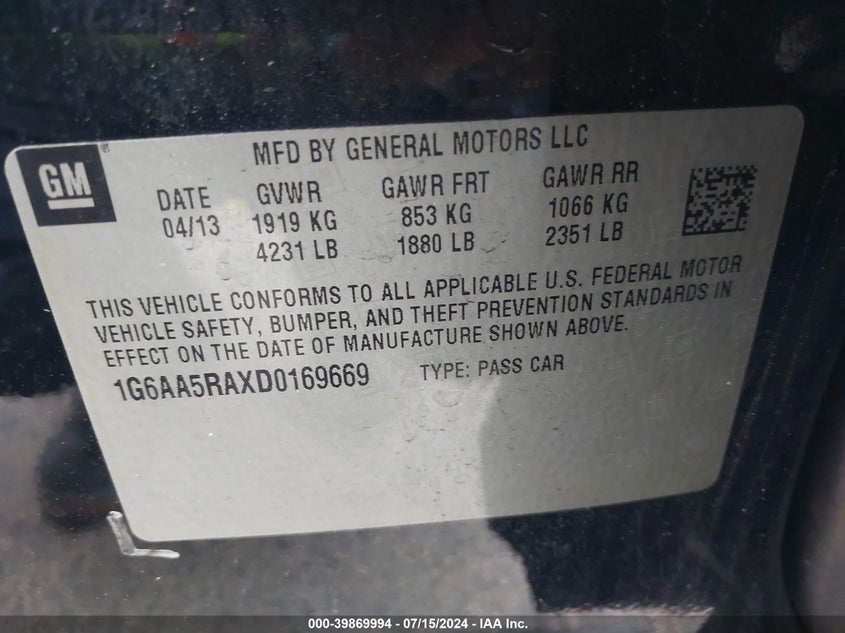 GM
MFD BY GENERAL MOTORS LLC
DATE GVWR GAWR FRT GAWR RR
04/13 1919 KG 853 KG 1066 KG
4231 LB 1880 LB 2351 LB
THIS VEHICLE CONFORMS TO ALL APPLICABLE U.S. FEDERAL MOTOR
VEHICLE SAFETY, BUMPER, AND THEFT PREVENTION STANDARDS IN
EFFECT ON THE DATE OF MANUFACTURE SHOWN ABOVE.
1G6AA5RAXD0169669 TYPE: PASS CAR
000-39869994 - 07/15/2024 - IAA Inc.